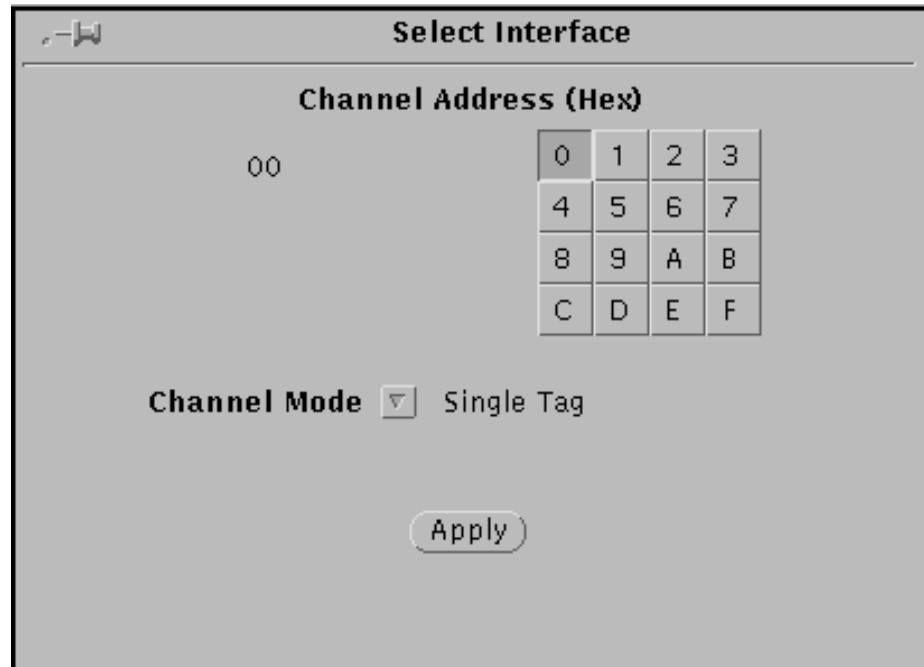 Select Interface
Channel Address (Hex)
00
0 1 2 3
4 5 6 7
8 9 A B
C D E F
Channel Mode Single Tag
Apply